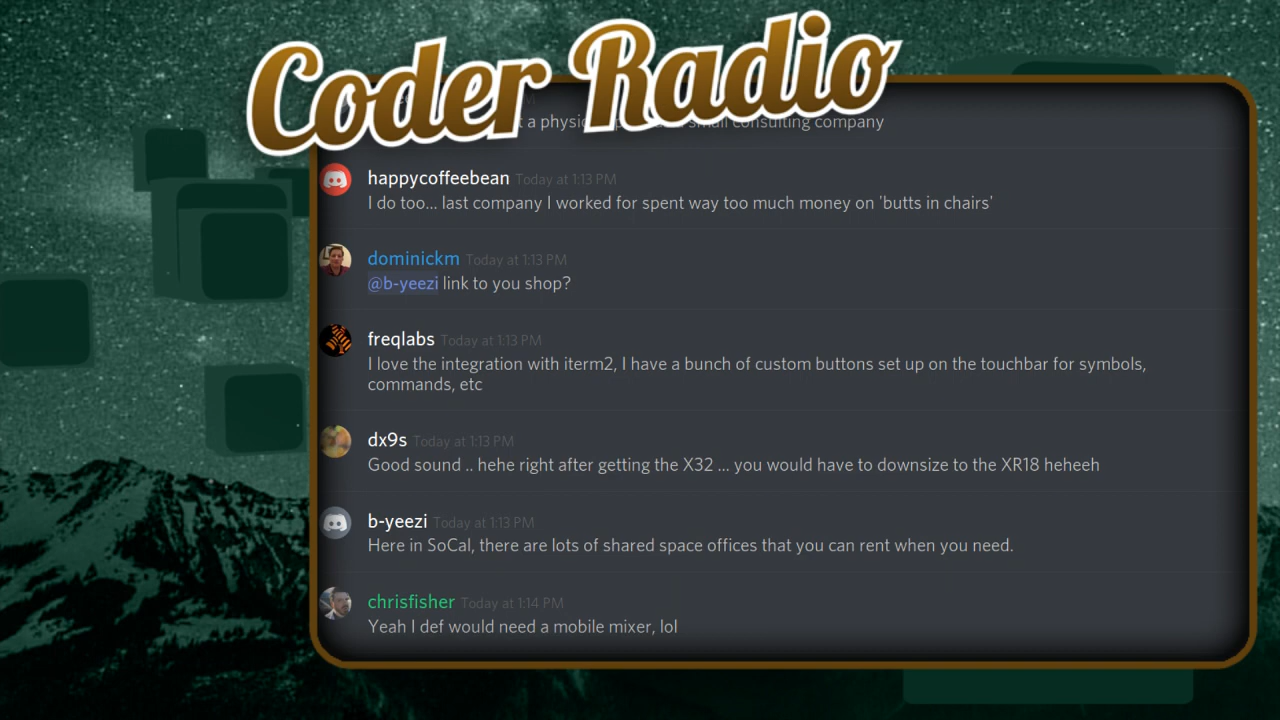 Coder Radio
a small consulting company
happycoffeebean Today at 1:13 PM
I do too... last company I worked for spent way too much money on 'butts in chairs'
dominickm Today at 1:13 PM
@b-yeezi link to you shop?
freqlabs Today at 1:13 PM
I love the integration with iterm2, I have a bunch of custom buttons set up on the touchbar for symbols,
commands, etc
dx9s Today at 1:13 PM
Good sound .. hehe right after getting the X32 ... you would have to downsize to the XR18 heheeh
b-yeezi Today at 1:13 PM
Here in SoCal, there are lots of shared space offices that you can rent when you need.
chrisfisher Today at 1:14 PM
Yeah I def would need a mobile mixer, lol